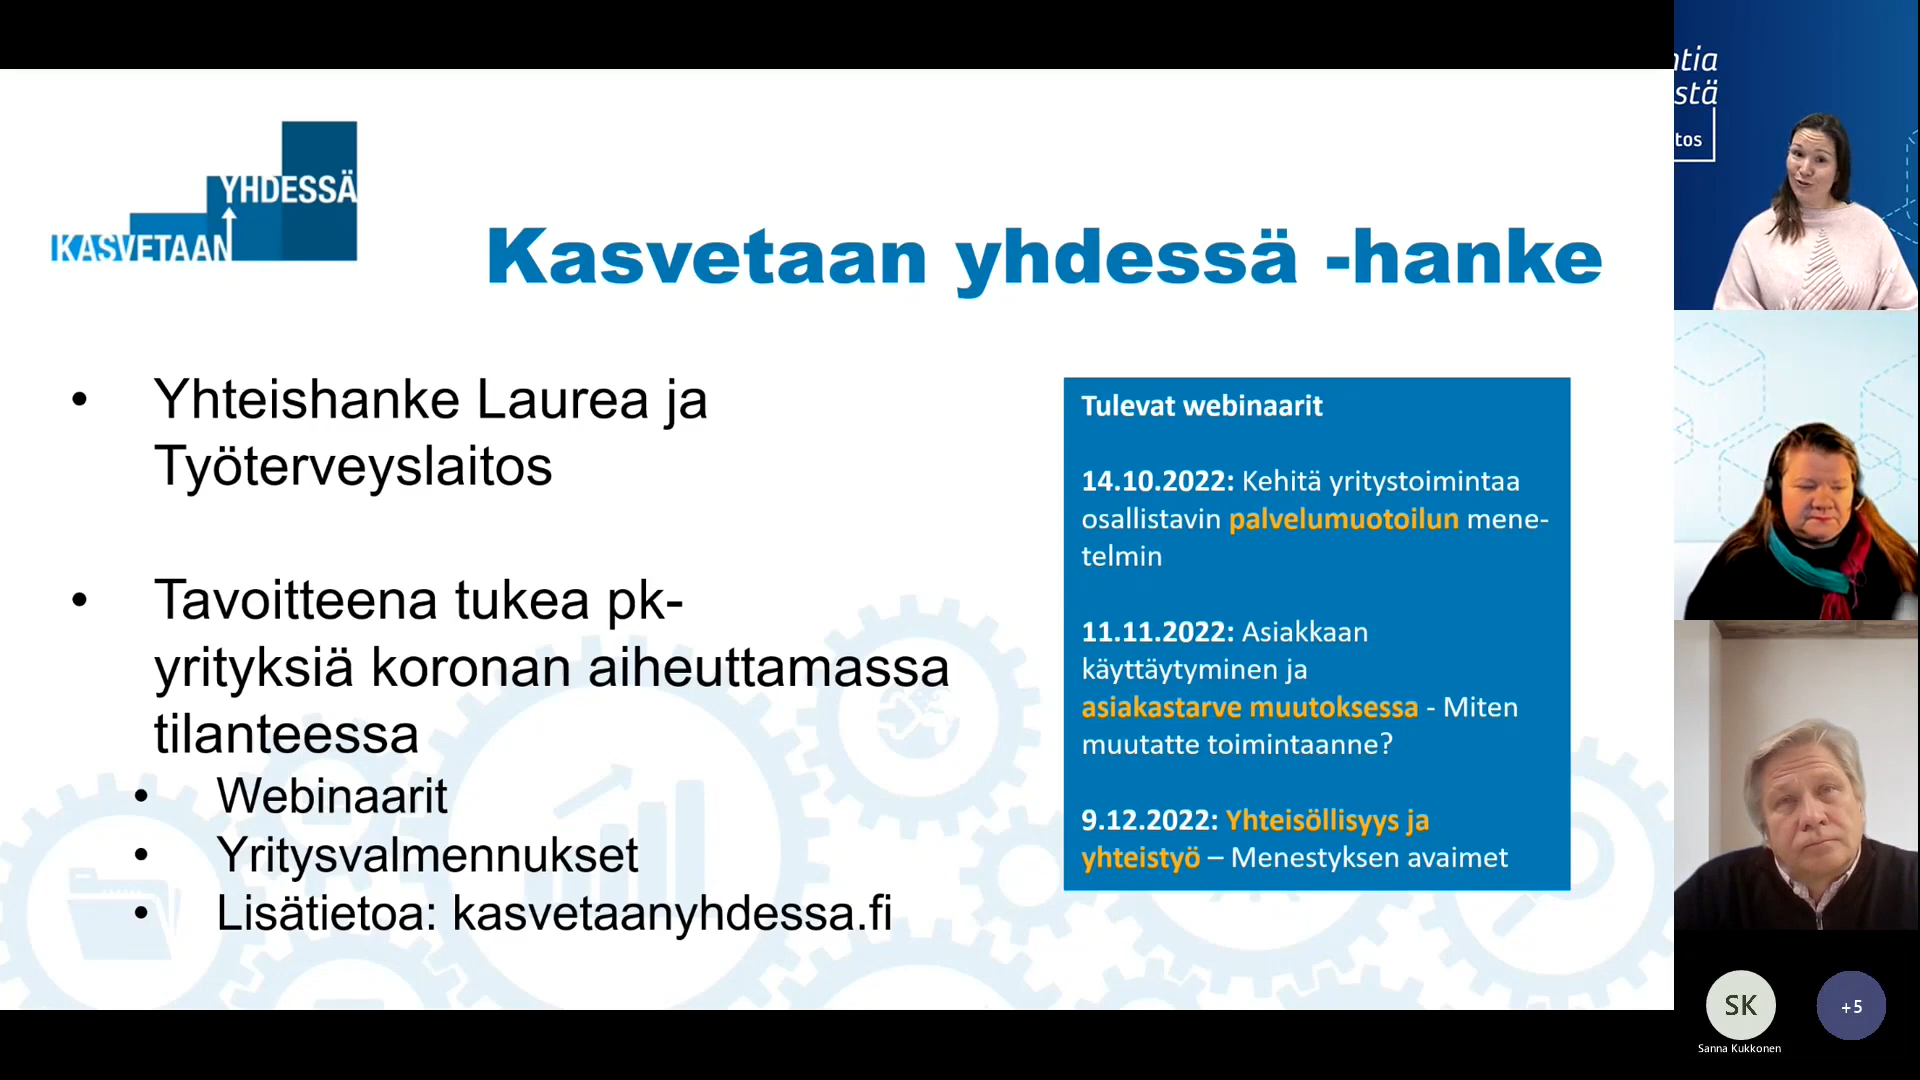 YHDESSÄ
KASVETAAN
Kasvetaan yhdessä -hanke
• Yhteishanke Laurea ja
Työterveyslaitos
• Tavoitteena tukea pk-
yrityksiä koronan aiheuttamassa
tilanteessa
• Webinaarit
• Yritysvalmennukset
• Lisätietoa: kasvetaanyhdessa.fi
Tulevat webinaarit
14.10.2022: Kehitä yritystoimintaa
osallistavin palvelumuotoilun mene-
telmin
11.11.2022: Asiakkaan
käyttäytyminen ja
asiakastarve muutoksessa - Miten
muutatte toimintaanne?
9.12.2022: Yhteisöllisyys ja
yhteistyö – Menestyksen avaimet
ntia
stä
tos
SK
Sanna Kukkonen
+5